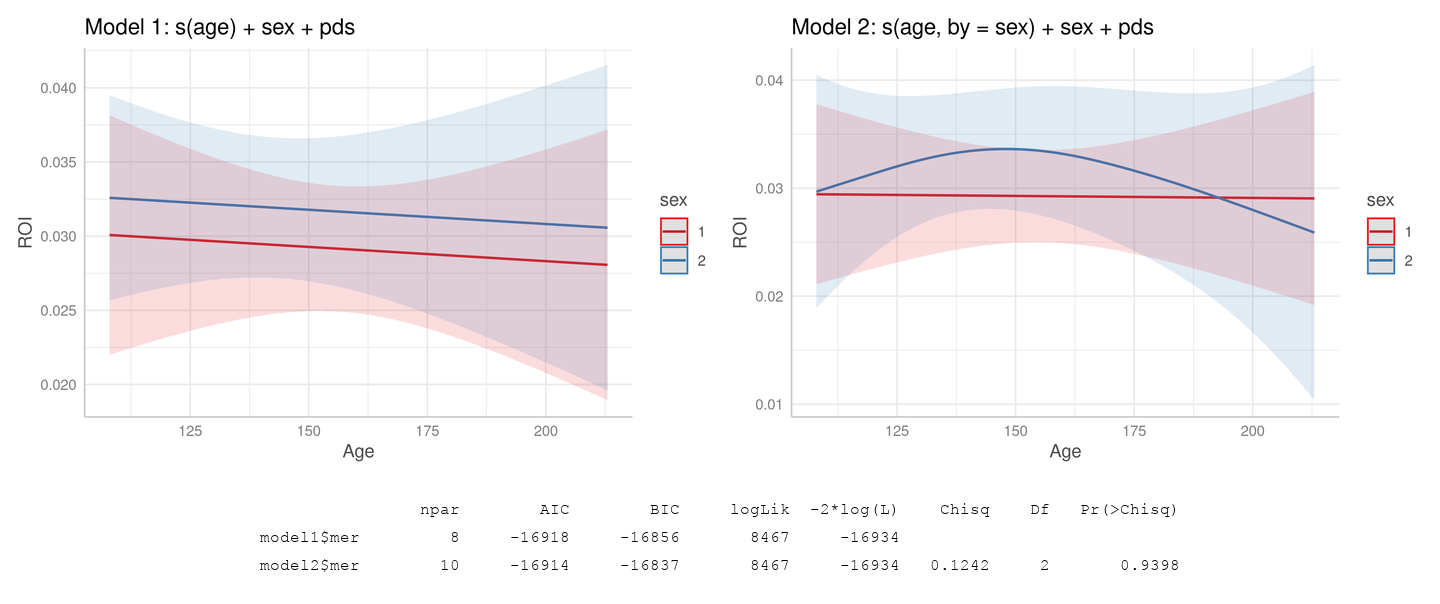 Model 1: s(age) + sex + pds
0.040
0.035
0.030
0.025
0.020
ROI
125 150 175 200
Age
sex
1
2
Model 2: s(age, by = sex) + sex + pds
0.04
0.03
0.02
0.01
ROI
125 150 175 200
Age
sex
1
2
npar AIC BIC logLik -2*log(L) Chisq Df Pr(>Chisq)
model1$mer 8 -16918 -16856 8467 -16934
model2$mer 10 -16914 -16837 8467 -16934 0.1242 2 0.9398